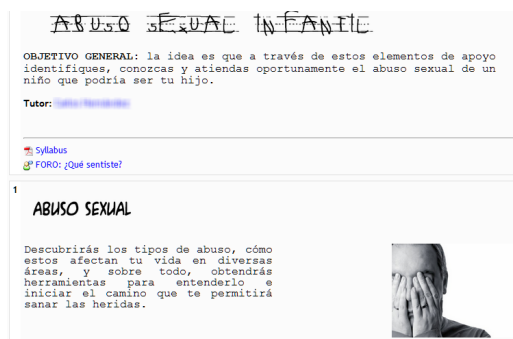 ABUSO SEXUAL INFANTIL
OBJETIVO GENERAL: la idea es que a través de estos elementos de apoyo
identifiques, conozcas y atiendas oportunamente el abuso sexual de un
niño que podría ser tu hijo.
Tutor:
Syllabus
FORO: ¿Qué sentiste?
1
ABUSO SEXUAL
Descubrirás los tipos de abuso, cómo
estos afectan tu vida en diversas
áreas, y sobre todo, obtendrás
herramientas para entenderlo e
iniciar el camino que te permitirá
sanar las heridas.